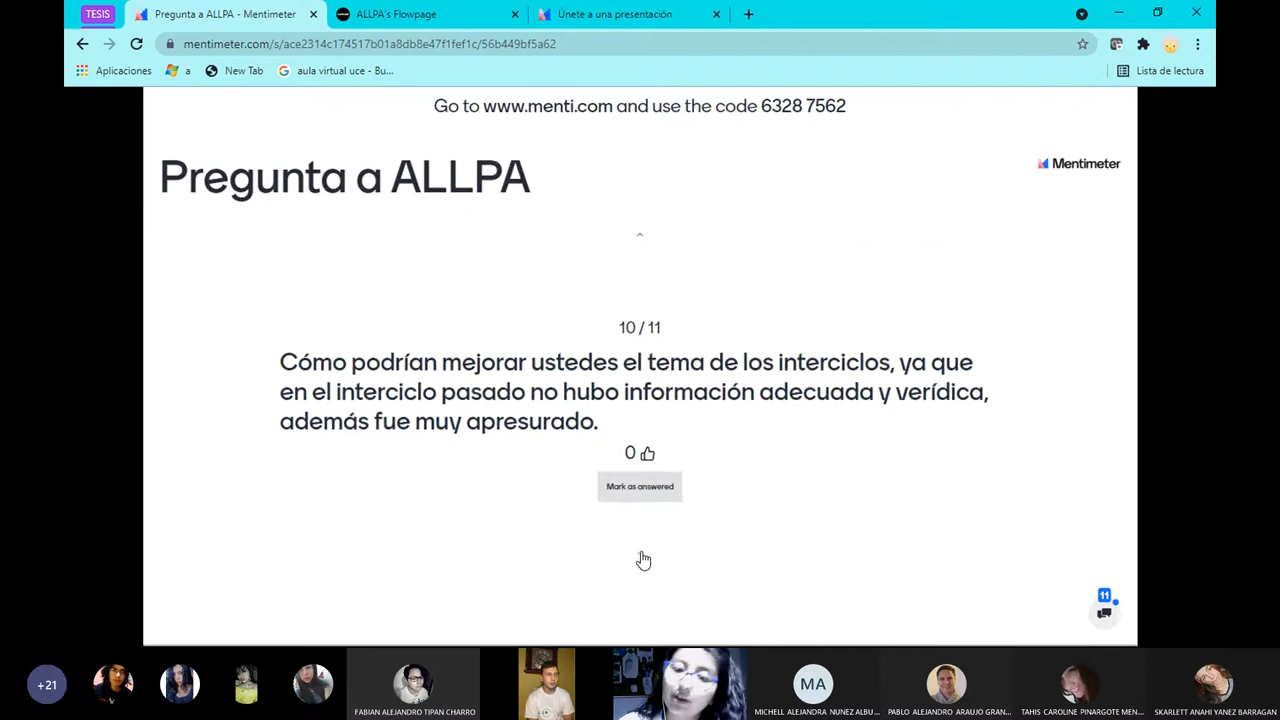 TESIS
Pregunta a ALLPA - Mentimeter
ALLPA's Flowpage
Únete a una presentación
mentimeter.com/s/ace2314c174517b01a8db8e47f1fef1c/56b449bf5a62
Aplicaciones
a
New Tab
aula virtual uce - Bu...
Lista de lectura
Go to www.menti.com and use the code 6328 7562
Pregunta a ALLPA
Mentimeter
10 / 11
Cómo podrían mejorar ustedes el tema de los interciclos, ya que
en el interciclo pasado no hubo información adecuada y verídica,
además fue muy apresurado.
0
Mark as answered
11
+21
MA
FABIAN ALEJANDRO TIPAN CHARRO
MICHELL ALEJANDRA NUNEZ ALBU...
PABLO ALEJANDRO ARAUJO GRAN...
TAHIS CAROLINE PINARGOTE MEN...
SKARLETT ANAHI YANEZ BARRAGAN